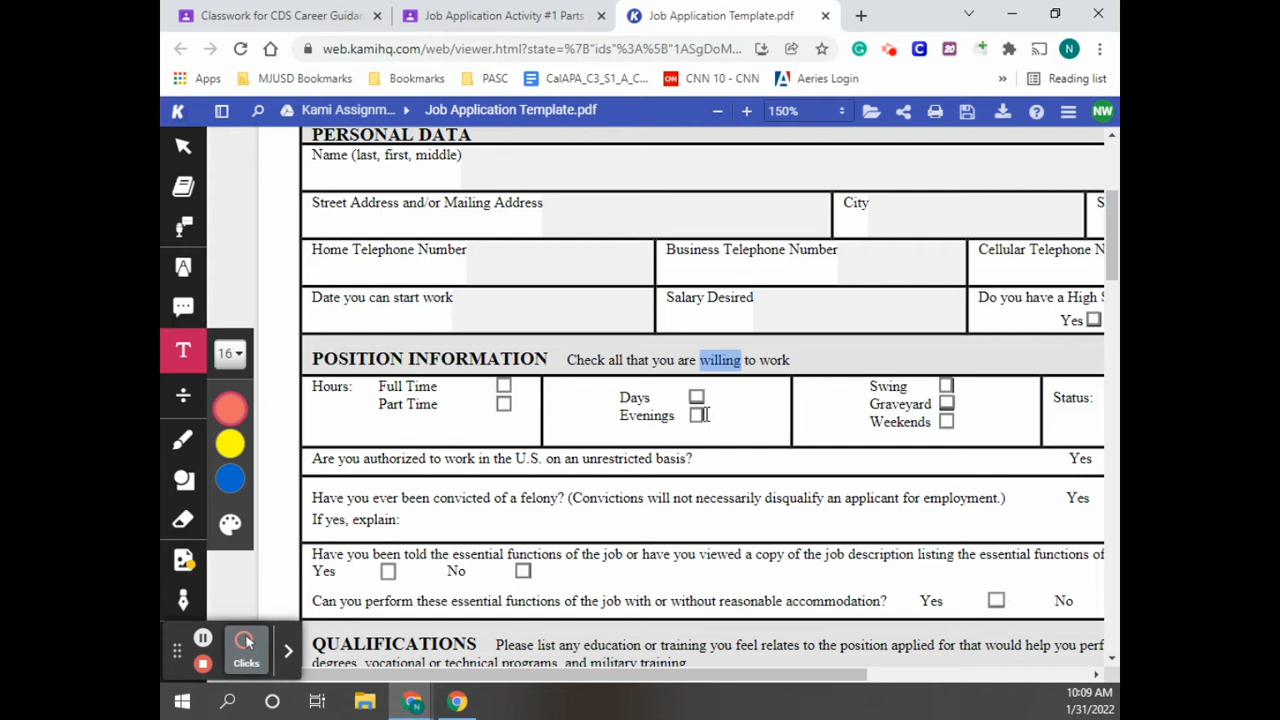 Classwork for CDS Career Guidan
Job Application Activity #1 Parts
Job Application Template.pdf
web.kamihq.com/web/viewer.html?state=%7B"ids"%3A%5B"1ASgDoM...
N
Apps
MJUSD Bookmarks
Bookmarks
PASC
CalAPA_C3_S1_A_C...
CNN 10 - CNN
Aeries Login
»
Reading list
K
Kami Assignm...
Job Application Template.pdf
150%
NW
PERSONAL DATA
Name (last, first, middle)
Street Address and/or Mailing Address
City
S
Home Telephone Number
Business Telephone Number
Cellular Telephone N
Date you can start work
Salary Desired
Do you have a High S
Yes
T
16
POSITION INFORMATION Check all that you are willing to work
Hours: Full Time
Part Time
Days
Evenings
Swing
Graveyard
Weekends
Status:
Are you authorized to work in the U.S. on an unrestricted basis? Yes
Have you ever been convicted of a felony? (Convictions will not necessarily disqualify an applicant for employment.) Yes
If yes, explain:
Have you been told the essential functions of the job or have you viewed a copy of the job description listing the essential functions of
Yes No
Can you perform these essential functions of the job with or without reasonable accommodation? Yes No
QUALIFICATIONS Please list any education or training you feel relates to the position applied for that would help you perf
degrees, vocational or technical programs, and military training
Clicks
10:09 AM
1/31/2022